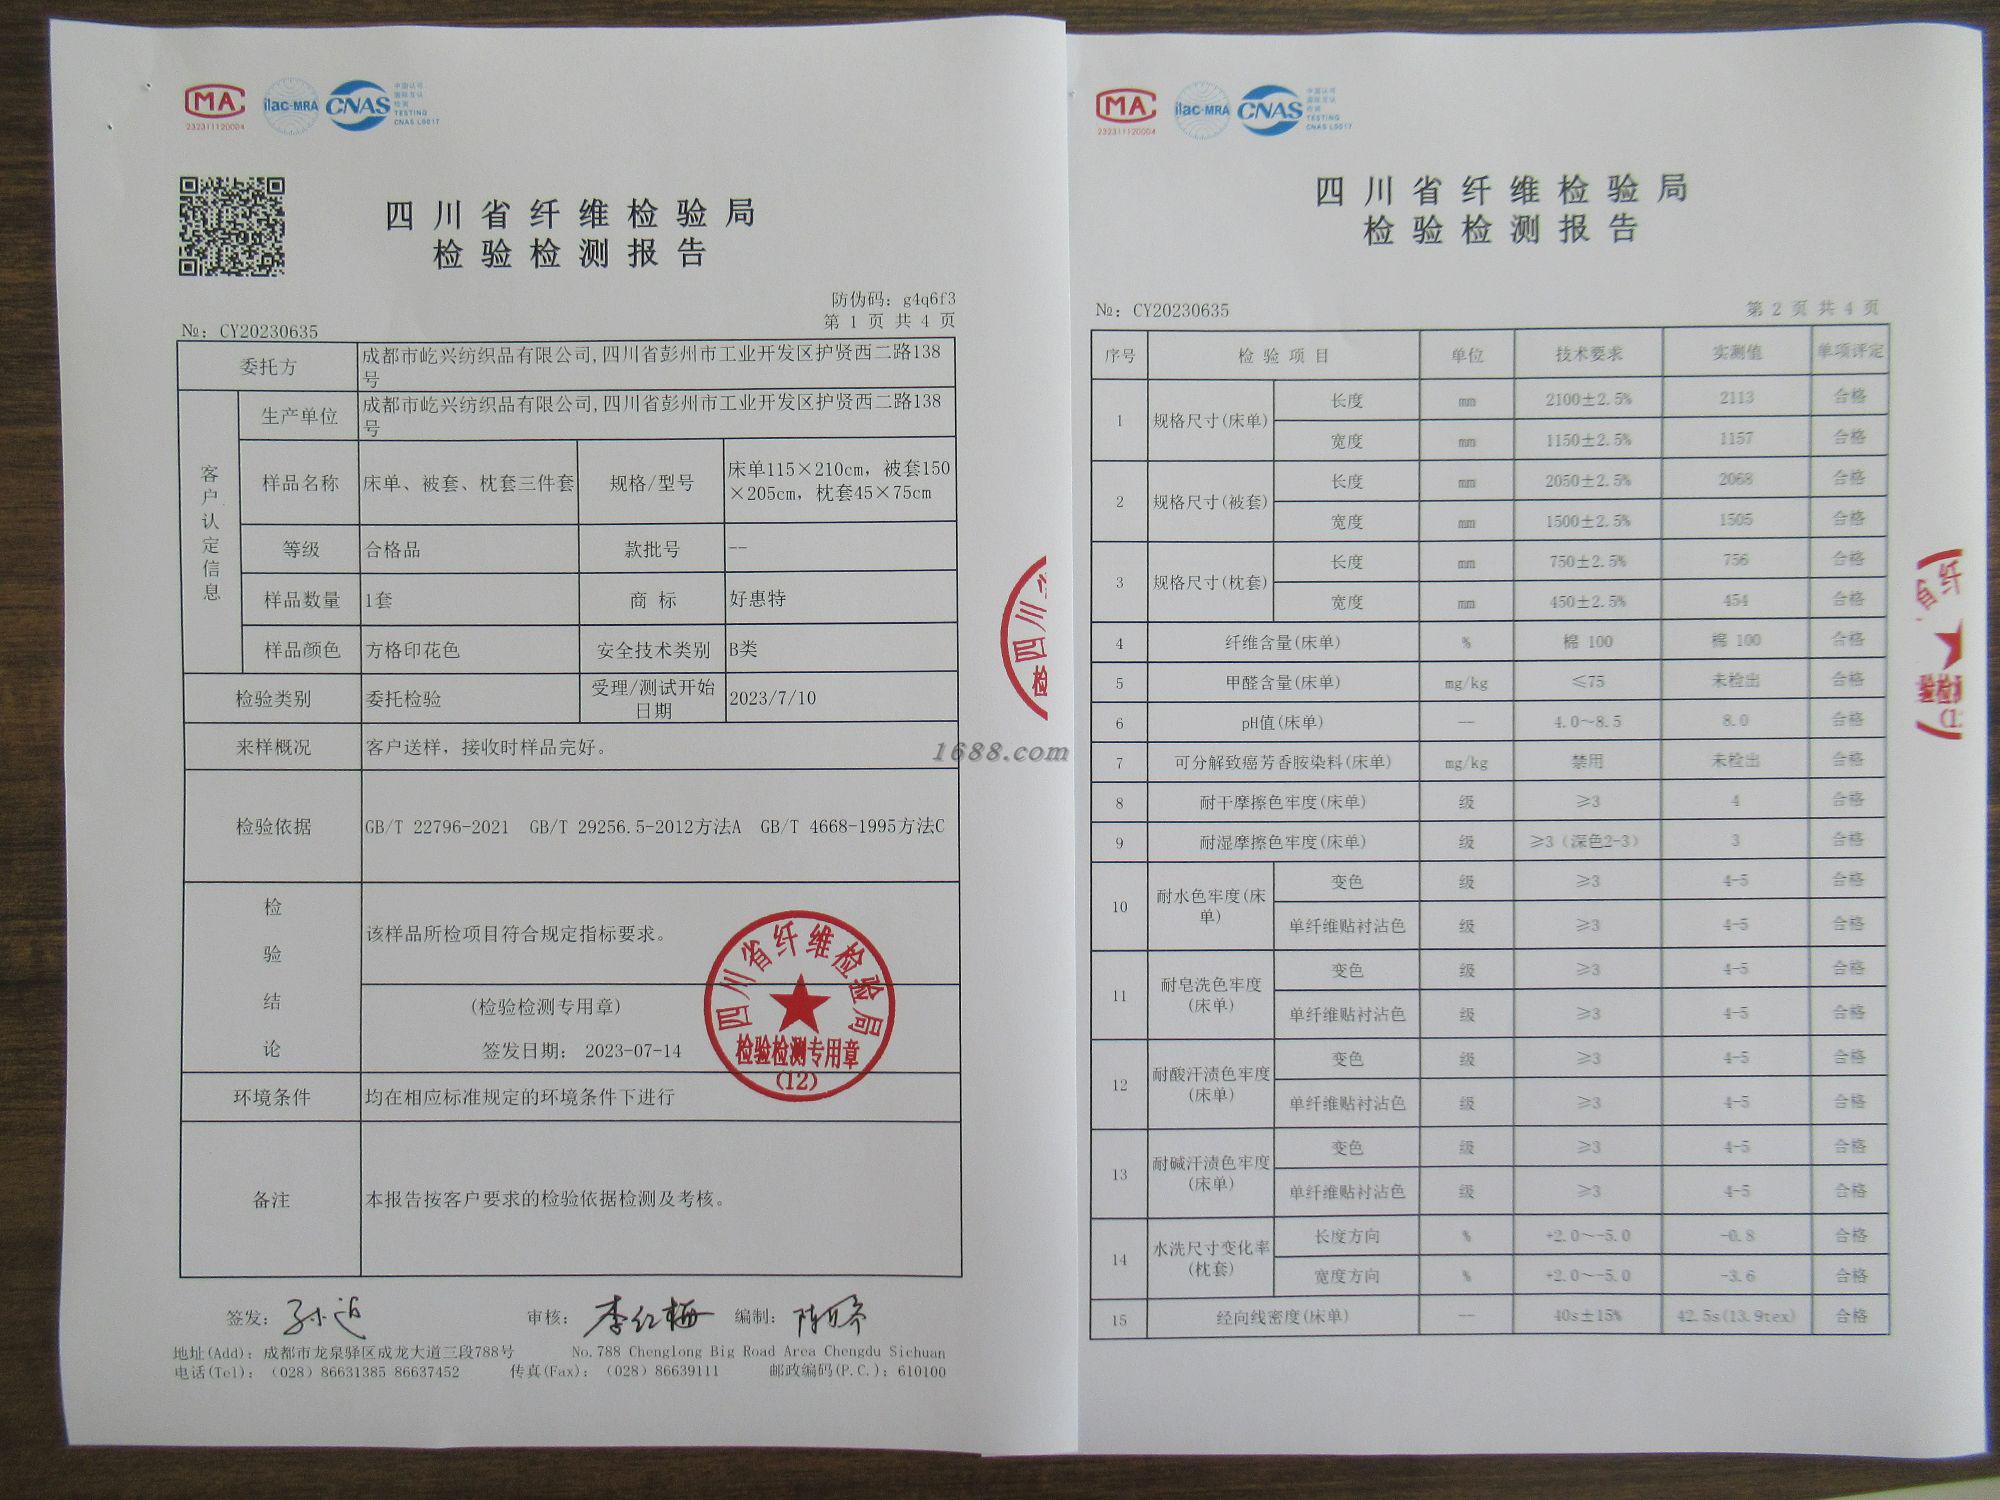 MA
232311120004
ilac-MRA
CNAS
中国认可
国际互认
检测
TESTING
CNAS L9017
四川省纤维检验局
检验检测报告
防伪码: g4q6f3
№: CY20230635
第 1 页 共 4 页
委托方 成都市屹兴纺织品有限公司,四川省彭州市工业开发区护贤西二路138
号
客户认定信息
生产单位 成都市屹兴纺织品有限公司,四川省彭州市工业开发区护贤西二路138
号
样品名称 床单、被套、枕套三件套 规格/型号 床单115×210cm, 被套150
×205cm, 枕套45×75cm
等级 合格品 款批号 --
样品数量 1套 商 标 好惠特
样品颜色 方格印花色 安全技术类别 B类
检验类别 委托检验 受理/测试开始
日期 2023/7/10
来样概况 客户送样, 接收时样品完好。
检验依据 GB/T 22796-2021 GB/T 29256.5-2012方法A GB/T 4668-1995方法C
检验结论
该样品所检项目符合规定指标要求。
(检验检测专用章)
签发日期: 2023-07-14
四川省纤维检验局
检验检测专用章
(12)
环境条件 均在相应标准规定的环境条件下进行
备注 本报告按客户要求的检验依据检测及考核。
签发: 审核: 李红梅 编制:
地址(Add): 成都市龙泉驿区成龙大道三段788号 No.788 Chenglong Big Road Area Chengdu Sichuan
电话(Tel): (028) 86631385 86637452 传真(Fax): (028) 86639111 邮政编码(P.C.): 610100
四川
检
1688.com
MA
232311120004
ilac-MRA
CNAS
中国认可
国际互认
检测
TESTING
CNAS L9017
四川省纤维检验局
检验检测报告
№: CY20230635
第 2 页 共 4 页
序号 检 验 项 目 单位 技术要求 实测值 单项评定
1 规格尺寸(床单) 长度 mm 2100±2.5% 2113 合格
宽度 mm 1150±2.5% 1157 合格
2 规格尺寸(被套) 长度 mm 2050±2.5% 2068 合格
宽度 mm 1500±2.5% 1505 合格
3 规格尺寸(枕套) 长度 mm 750±2.5% 756 合格
宽度 mm 450±2.5% 454 合格
4 纤维含量(床单) % 棉 100 棉 100 合格
5 甲醛含量(床单) mg/kg ≤75 未检出 合格
6 pH值(床单) -- 4.0~8.5 8.0 合格
7 可分解致癌芳香胺染料(床单) mg/kg 禁用 未检出 合格
8 耐干摩擦色牢度(床单) 级 ≥3 4 合格
9 耐湿摩擦色牢度(床单) 级 ≥3 (深色2-3) 3 合格
10 耐水色牢度(床
单) 变色 级 ≥3 4-5 合格
单纤维贴衬沾色 级 ≥3 4-5 合格
11 耐皂洗色牢度
(床单) 变色 级 ≥3 4-5 合格
单纤维贴衬沾色 级 ≥3 4-5 合格
12 耐酸汗渍色牢度
(床单) 变色 级 ≥3 4-5 合格
单纤维贴衬沾色 级 ≥3 4-5 合格
13 耐碱汗渍色牢度
(床单) 变色 级 ≥3 4-5 合格
单纤维贴衬沾色 级 ≥3 4-5 合格
14 水洗尺寸变化率
(枕套) 长度方向 % +2.0~-5.0 -0.8 合格
宽度方向 % +2.0~-5.0 -3.6 合格
15 经向线密度(床单) -- 40s±15% 42.5s(13.9tex) 合格
省纤
验检测
(1